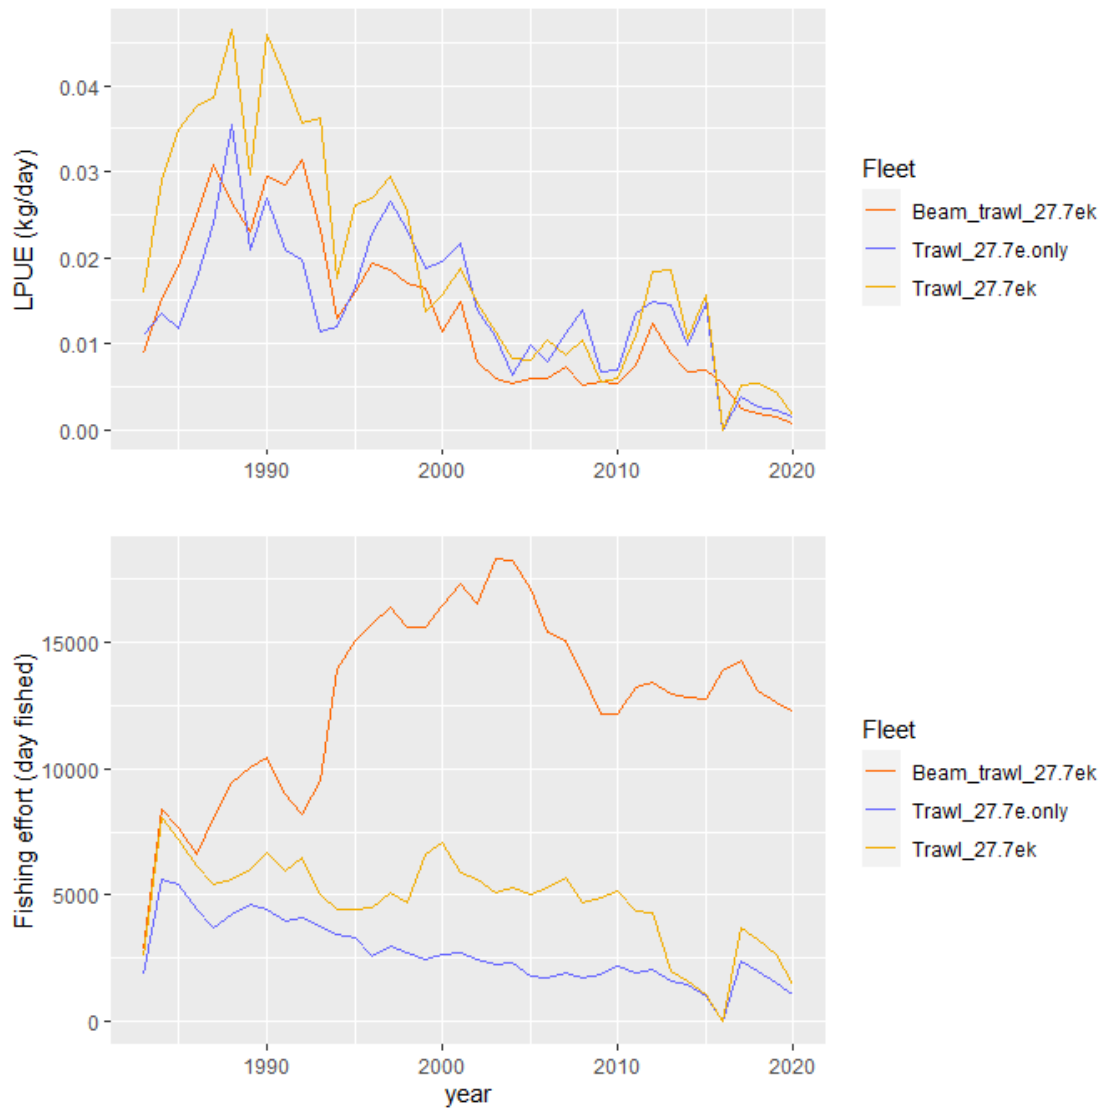 LPUE (kg/day)
0.04
0.03
0.02
0.01
0.00
1990 2000 2010 2020
Fleet
Beam_trawl_27.7ek
Trawl_27.7e.only
Trawl_27.7ek
Fishing effort (day fished)
15000
10000
5000
0
1990 2000 2010 2020
year
Fleet
Beam_trawl_27.7ek
Trawl_27.7e.only
Trawl_27.7ek